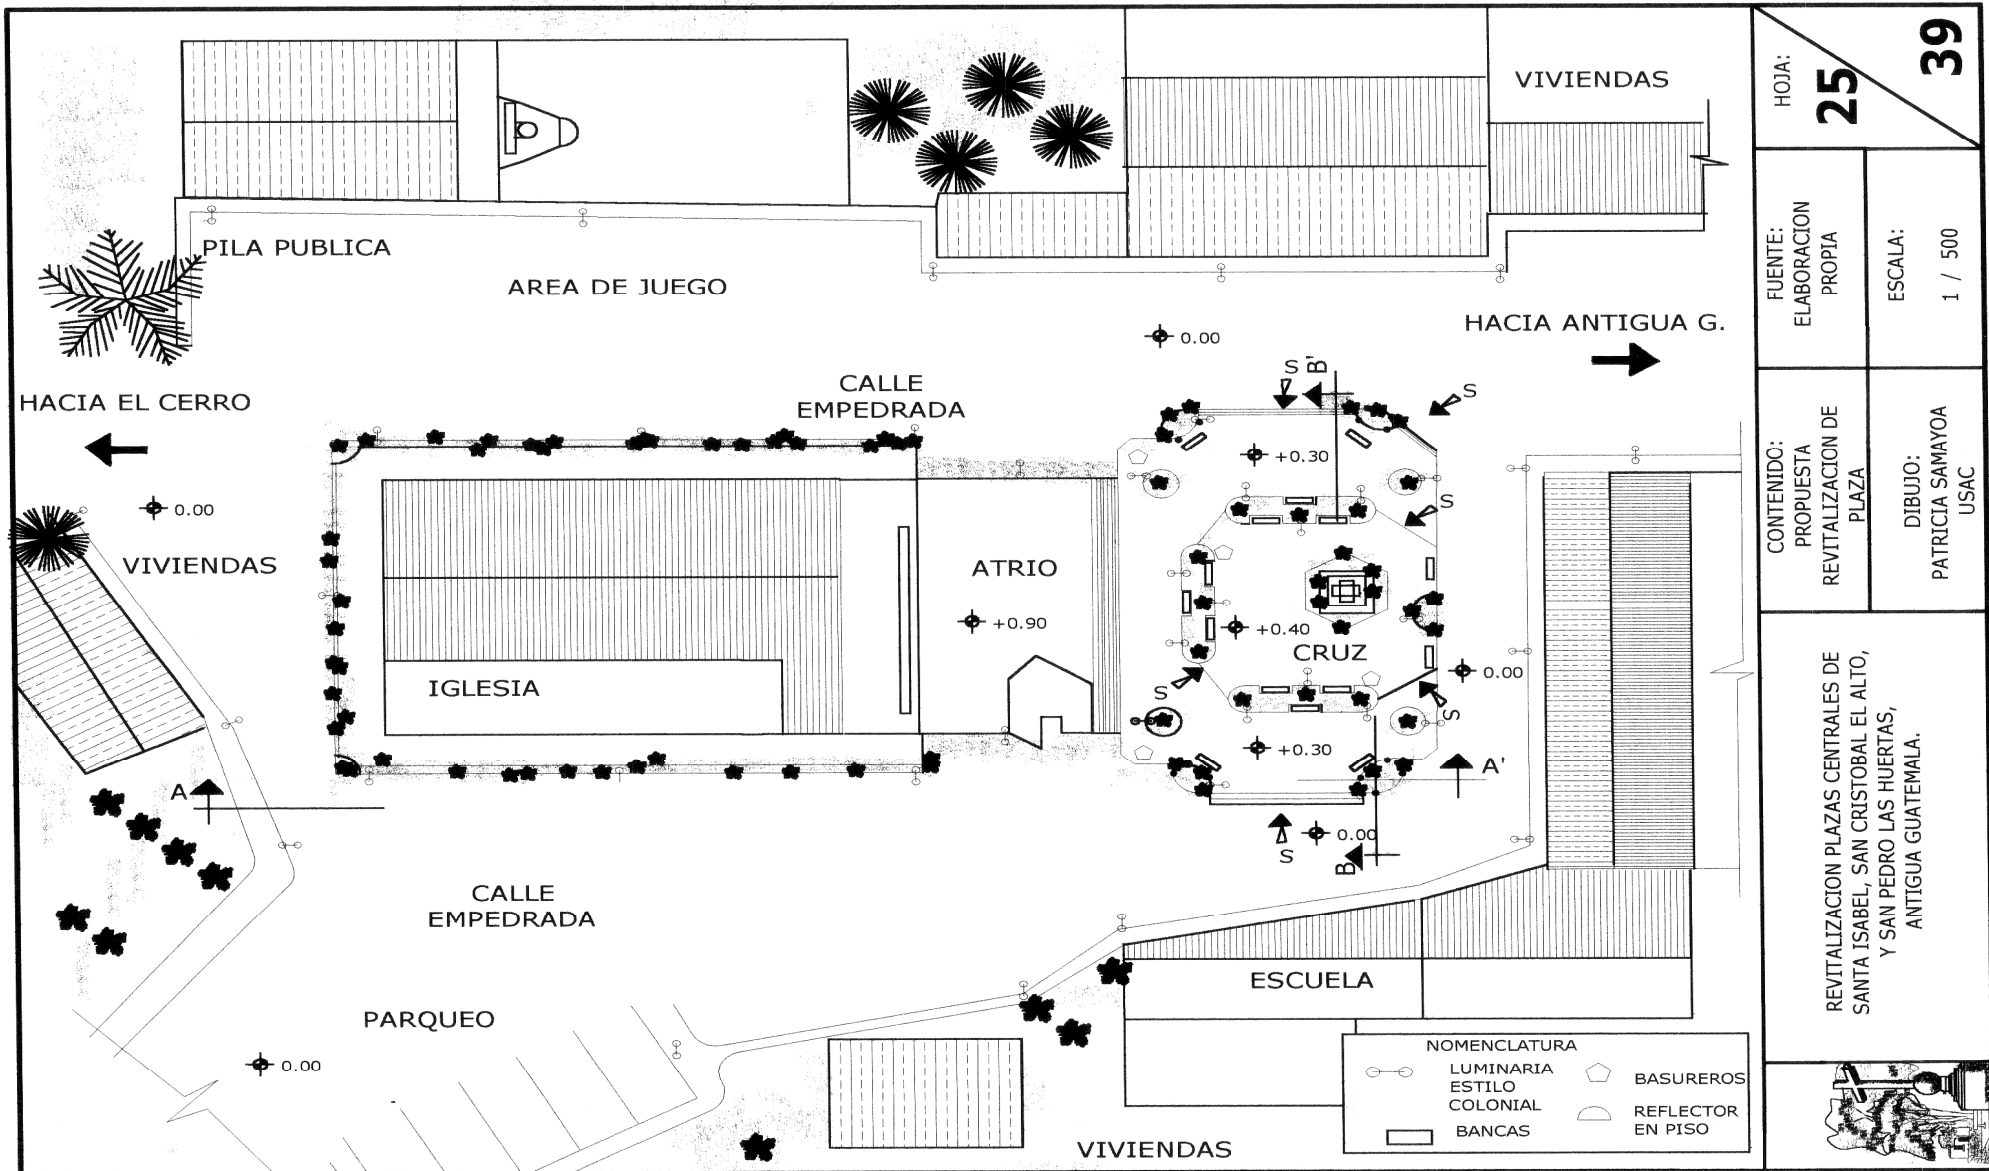 VIVIENDAS
PILA PUBLICA
AREA DE JUEGO
0.00
HACIA ANTIGUA G.
HACIA EL CERRO
CALLE
EMPEDRADA
S
B'
S
+0.30
S
0.00
VIVIENDAS
ATRIO
+0.90
+0.40
CRUZ
0.00
IGLESIA
S
S
+0.30
A'
A
0.00
S
B
CALLE
EMPEDRADA
ESCUELA
PARQUEO
0.00
VIVIENDAS
NOMENCLATURA
LUMINARIA
ESTILO
COLONIAL
BANCAS
BASUREROS
REFLECTOR
EN PISO
HOJA:
25
39
FUENTE:
ELABORACION
PROPIA
ESCALA:
1 / 500
CONTENIDO:
PROPUESTA
REVITALIZACION DE
PLAZA
DIBUJO:
PATRICIA SAMAYOA
USAC
REVITALIZACION PLAZAS CENTRALES DE
SANTA ISABEL, SAN CRISTOBAL EL ALTO,
Y SAN PEDRO LAS HUERTAS,
ANTIGUA GUATEMALA.